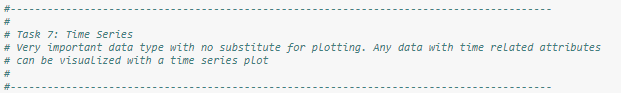 #-----------------------------------------------------------------------------------
#
# Task 7: Time Series
# Very important data type with no substitute for plotting. Any data with time related attributes
# can be visualized with a time series plot
#
#-----------------------------------------------------------------------------------